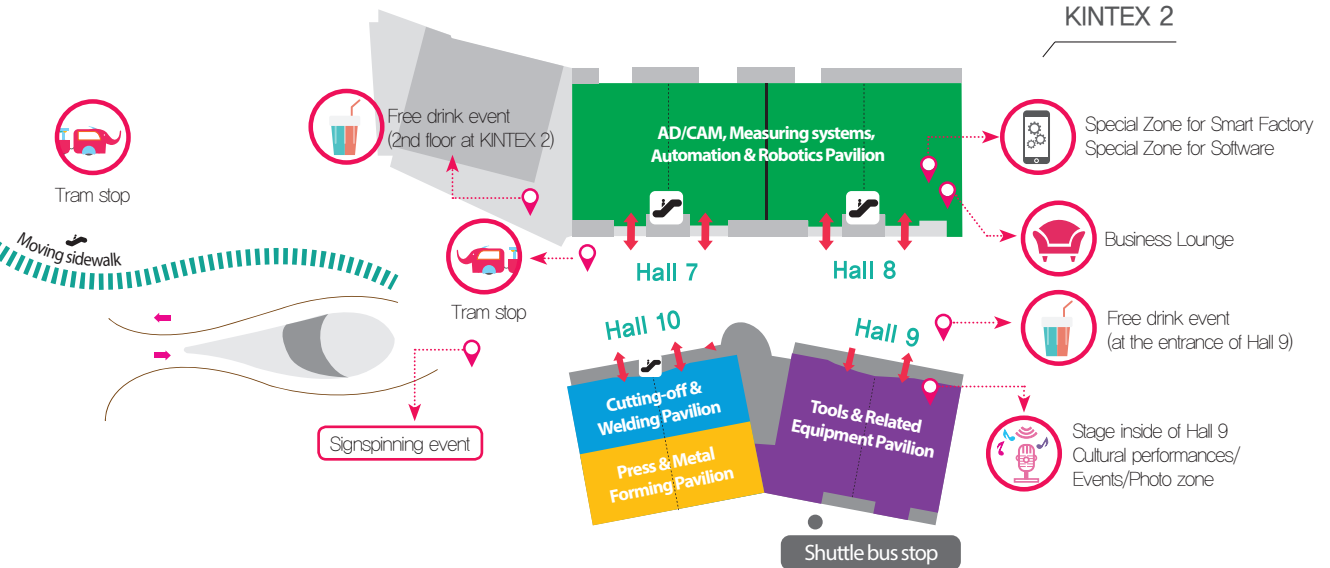 KINTEX 2
Free drink event
(2nd floor at KINTEX 2)
AD/CAM, Measuring systems,
Automation & Robotics Pavilion
Special Zone for Smart Factory
Special Zone for Software
Tram stop
Business Lounge
Moving sidewalk
Hall 7
Hall 8
Tram stop
Hall 10
Hall 9
Free drink event
(at the entrance of Hall 9)
Cutting-off &
Welding Pavilion
Tools & Related
Equipment Pavilion
Signspinning event
Press & Metal
Forming Pavilion
Stage inside of Hall 9
Cultural performances/
Events/Photo zone
Shuttle bus stop